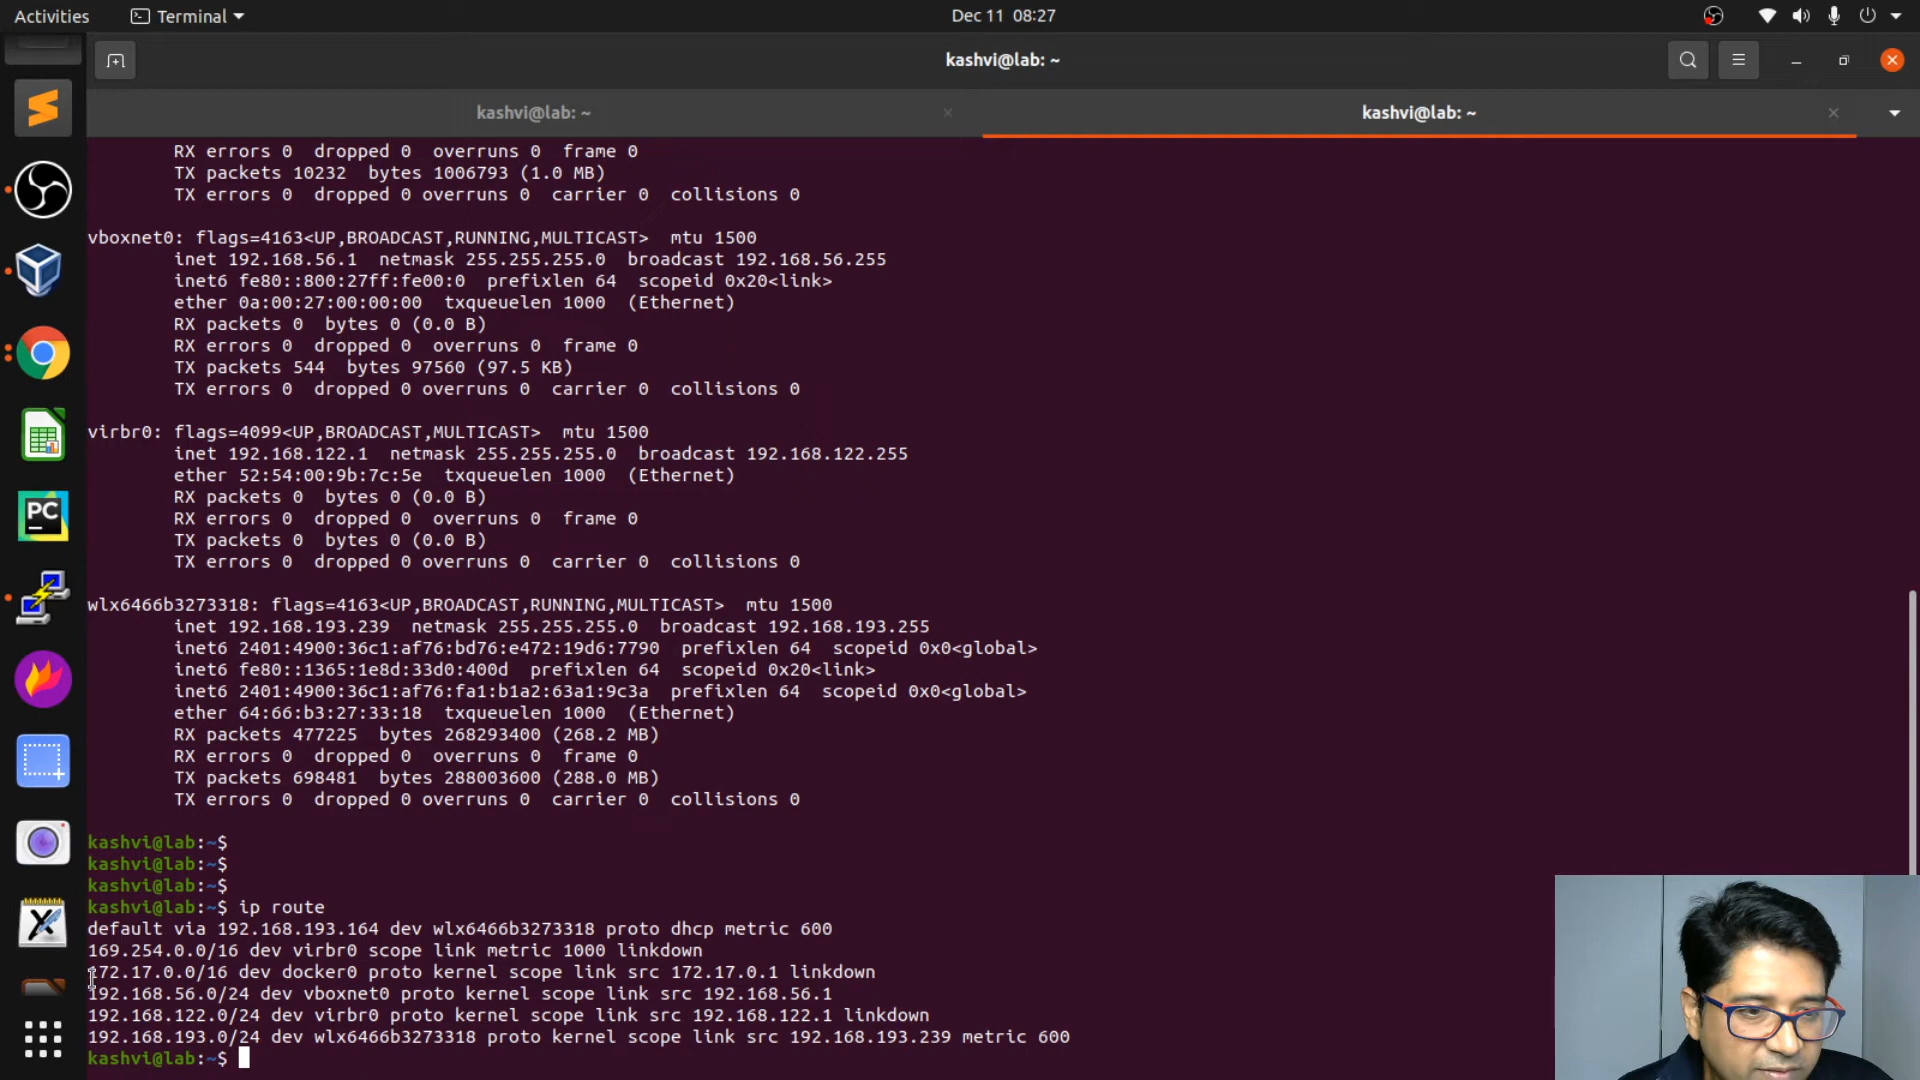 Activities
Terminal
Dec 11 08:27
kashvi@lab: ~
kashvi@lab: ~
kashvi@lab: ~
RX errors 0  dropped 0  overruns 0  frame 0
TX packets 10232  bytes 1006793 (1.0 MB)
TX errors 0  dropped 0 overruns 0  carrier 0  collisions 0
vboxnet0: flags=4163<UP,BROADCAST,RUNNING,MULTICAST>  mtu 1500
inet 192.168.56.1  netmask 255.255.255.0  broadcast 192.168.56.255
inet6 fe80::800:27ff:fe00:0  prefixlen 64  scopeid 0x20<link>
ether 0a:00:27:00:00:00  txqueuelen 1000  (Ethernet)
RX packets 0  bytes 0 (0.0 B)
RX errors 0  dropped 0  overruns 0  frame 0
TX packets 544  bytes 97560 (97.5 KB)
TX errors 0  dropped 0 overruns 0  carrier 0  collisions 0
virbr0: flags=4099<UP,BROADCAST,MULTICAST>  mtu 1500
inet 192.168.122.1  netmask 255.255.255.0  broadcast 192.168.122.255
ether 52:54:00:9b:7c:5e  txqueuelen 1000  (Ethernet)
RX packets 0  bytes 0 (0.0 B)
RX errors 0  dropped 0  overruns 0  frame 0
TX packets 0  bytes 0 (0.0 B)
TX errors 0  dropped 0 overruns 0  carrier 0  collisions 0
wlx6466b3273318: flags=4163<UP,BROADCAST,RUNNING,MULTICAST>  mtu 1500
inet 192.168.193.239  netmask 255.255.255.0  broadcast 192.168.193.255
inet6 2401:4900:36c1:af76:bd76:e472:19d6:7790  prefixlen 64  scopeid 0x0<global>
inet6 fe80::1365:1e8d:33d0:400d  prefixlen 64  scopeid 0x20<link>
inet6 2401:4900:36c1:af76:fa1:b1a2:63a1:9c3a  prefixlen 64  scopeid 0x0<global>
ether 64:66:b3:27:33:18  txqueuelen 1000  (Ethernet)
RX packets 477225  bytes 268293400 (268.2 MB)
RX errors 0  dropped 0  overruns 0  frame 0
TX packets 698481  bytes 288003600 (288.0 MB)
TX errors 0  dropped 0 overruns 0  carrier 0  collisions 0
kashvi@lab:~$
kashvi@lab:~$
kashvi@lab:~$
kashvi@lab:~$ ip route
default via 192.168.193.164 dev wlx6466b3273318 proto dhcp metric 600
169.254.0.0/16 dev virbr0 scope link metric 1000 linkdown
172.17.0.0/16 dev docker0 proto kernel scope link src 172.17.0.1 linkdown
192.168.56.0/24 dev vboxnet0 proto kernel scope link src 192.168.56.1
192.168.122.0/24 dev virbr0 proto kernel scope link src 192.168.122.1 linkdown
192.168.193.0/24 dev wlx6466b3273318 proto kernel scope link src 192.168.193.239 metric 600
kashvi@lab:~$
PC